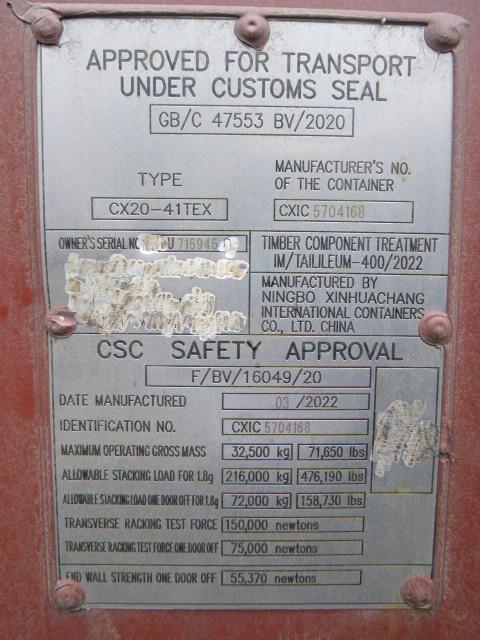 APPROVED FOR TRANSPORT
UNDER CUSTOMS SEAL
GB/C 47553 BV/2020
TYPE
CX20-41TEX
MANUFACTURER'S NO.
OF THE CONTAINER
CXIC 5704168
OWNER'S SERIAL NO U 715945
TIMBER COMPONENT TREATMENT
IM/TAILILEUM-400/2022
MANUFACTURED BY
NINGBO XINHUACHANG
INTERNATIONAL CONTAINERS
CO., LTD. CHINA
CSC SAFETY APPROVAL
F/BV/16049/20
DATE MANUFACTURED 03 /2022
IDENTIFICATION NO. CXIC 5704168
MAXIMUM OPERATING GROSS MASS 32,500 kg 71,650 lbs
ALLOWABLE STACKING LOAD FOR 1.8g 216,000 kg 476,190 lbs
ALLOWABLE STACKING LOAD ONE DOOR OFF FOR 1.8g 72,000 kg 158,730 lbs
TRANSVERSE RACKING TEST FORCE 150,000 newtons
TRANSVERSE RACKING TEST FORCE ONE DOOR OFF 75,000 newtons
END WALL STRENGTH ONE DOOR OFF 55,370 newtons